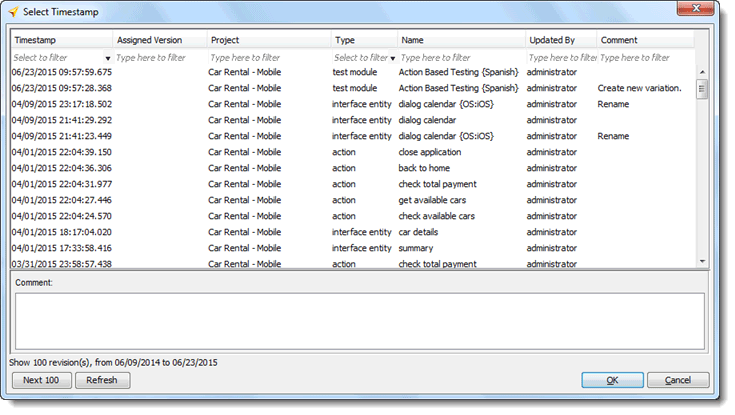 Select Timestamp
Timestamp Assigned Version Project Type Name Updated By Comment
Select to filter Type here to filter Type here to filter Select to filter Type here to filter Type here to filter Type here to filter
06/23/2015 09:57:59.675 Car Rental - Mobile test module Action Based Testing {Spanish} administrator
06/23/2015 09:57:28.368 Car Rental - Mobile test module Action Based Testing {Spanish} administrator Create new variation.
04/09/2015 23:17:18.502 Car Rental - Mobile interface entity dialog calendar {OS:iOS} administrator Rename
04/09/2015 21:41:29.292 Car Rental - Mobile interface entity dialog calendar administrator
04/09/2015 21:41:23.449 Car Rental - Mobile interface entity dialog calendar {OS:iOS} administrator Rename
04/01/2015 22:04:39.150 Car Rental - Mobile action close application administrator
04/01/2015 22:04:36.306 Car Rental - Mobile action back to home administrator
04/01/2015 22:04:31.977 Car Rental - Mobile action check total payment administrator
04/01/2015 22:04:27.446 Car Rental - Mobile action get available cars administrator
04/01/2015 22:04:24.570 Car Rental - Mobile action check available cars administrator
04/01/2015 18:17:04.020 Car Rental - Mobile interface entity car details administrator
04/01/2015 17:33:58.416 Car Rental - Mobile interface entity summary administrator
03/31/2015 23:58:57.438 Car Rental - Mobile action check total payment administrator
Comment:
Show 100 revision(s), from 06/09/2014 to 06/23/2015
Next 100 Refresh OK Cancel